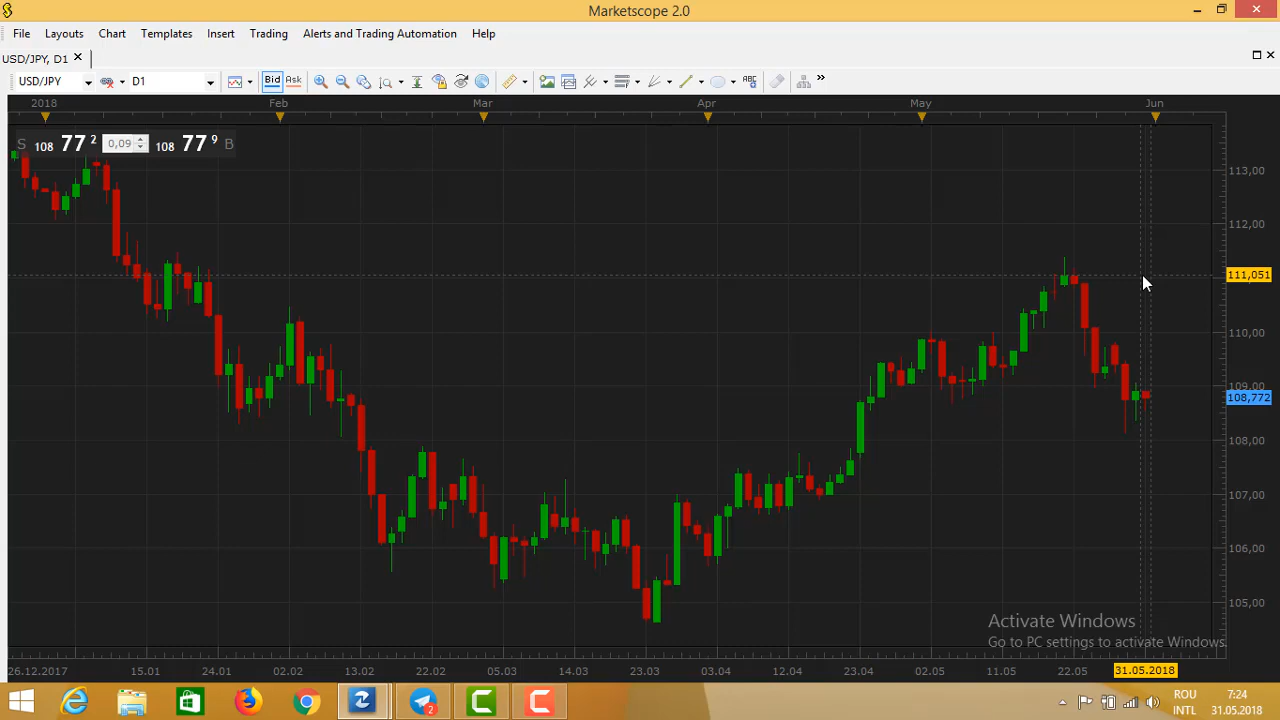 Marketscope 2.0
File Layouts Chart Templates Insert Trading Alerts and Trading Automation Help
USD/JPY, D1
USD/JPY D1 Bid Ask ABC
2018 Feb Mar Apr May Jun
S 108 77 2 0,09 108 77 9 B
113,00
112,00
111,051
110,00
109,00
108,772
108,00
107,00
106,00
105,00
Activate Windows
Go to PC settings to activate Windows.
26.12.2017 15.01 24.01 02.02 13.02 22.02 05.03 14.03 23.03 03.04 12.04 23.04 02.05 11.05 22.05 31.05.2018
2 ROU 7:24
INTL 31.05.2018